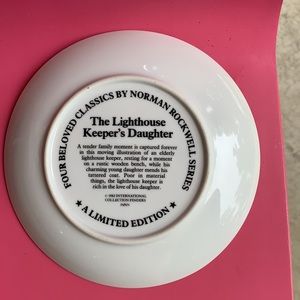 FOUR BELOVED CLASSICS BY NORMAN ROCKWELL SERIES
The Lighthouse
Keeper's Daughter
A tender family moment is captured forever
in this moving illustration of an elderly
lighthouse keeper, resting for a moment
on a rustic wooden bench, while his
charming young daughter mends his
tattered coat. Poor in material
things, the lighthouse keeper is
rich in the love of his daughter.
© 1982 INTERNATIONAL
COLLECTION FINDERS
JAPAN
★ A LIMITED EDITION ★